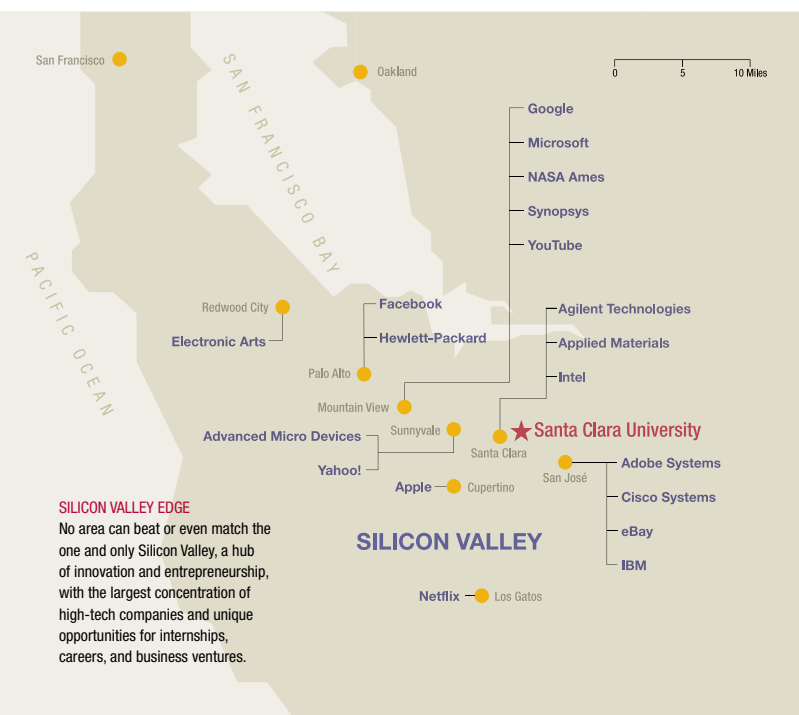 San Francisco
SAN FRANCISCO BAY
Oakland
0 5 10 Miles
Google
Microsoft
NASA Ames
Synopsys
YouTube
PACIFIC OCEAN
Redwood City
Electronic Arts
Facebook
Hewlett-Packard
Palo Alto
Agilent Technologies
Applied Materials
Intel
Mountain View
Advanced Micro Devices
Sunnyvale
Yahoo!
Santa Clara University
Santa Clara
San José
Adobe Systems
Cisco Systems
eBay
IBM
Apple
Cupertino
SILICON VALLEY
Netflix
Los Gatos
SILICON VALLEY EDGE
No area can beat or even match the
one and only Silicon Valley, a hub
of innovation and entrepreneurship,
with the largest concentration of
high-tech companies and unique
opportunities for internships,
careers, and business ventures.